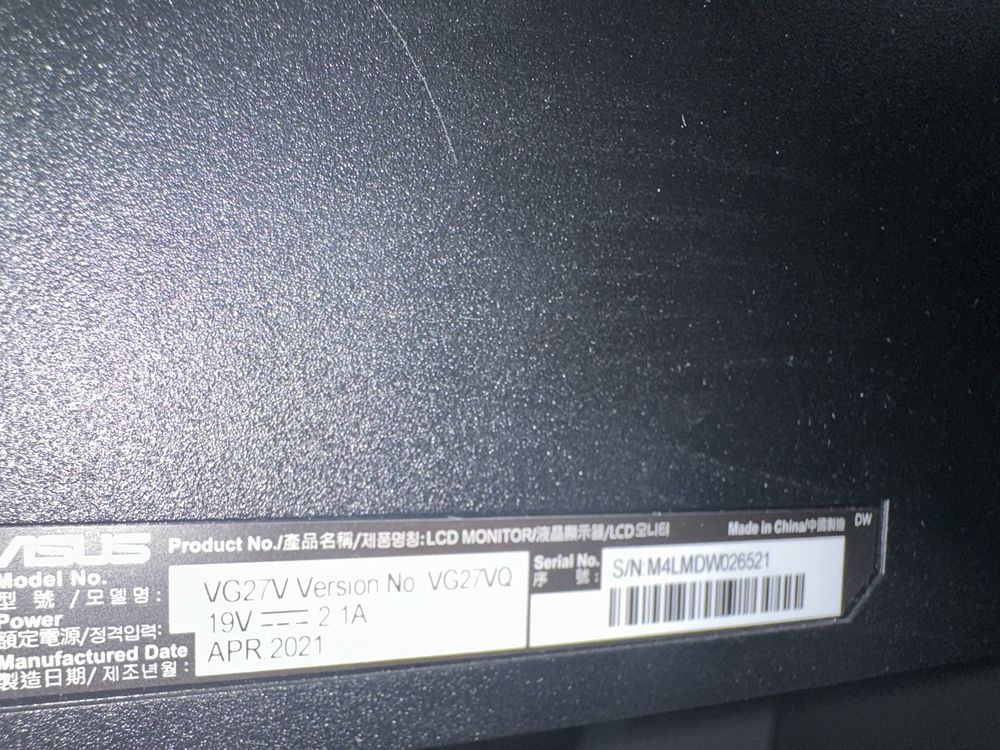 ASUS
Product No./產品名稱/제품명칭:LCD MONITOR/液晶顯示器/LCD모니터
Made in China/中國製造
DW
Model No.
型 號 /모 델 명 :
VG27V Version No VG27VQ
Power
額定電源/정격입력:
19V ⎓ 2 1A
Manufactured Date
製造日期/ 제조년월 :
APR 2021
Serial No.
序 號 :
S/N:M4LMDW026521